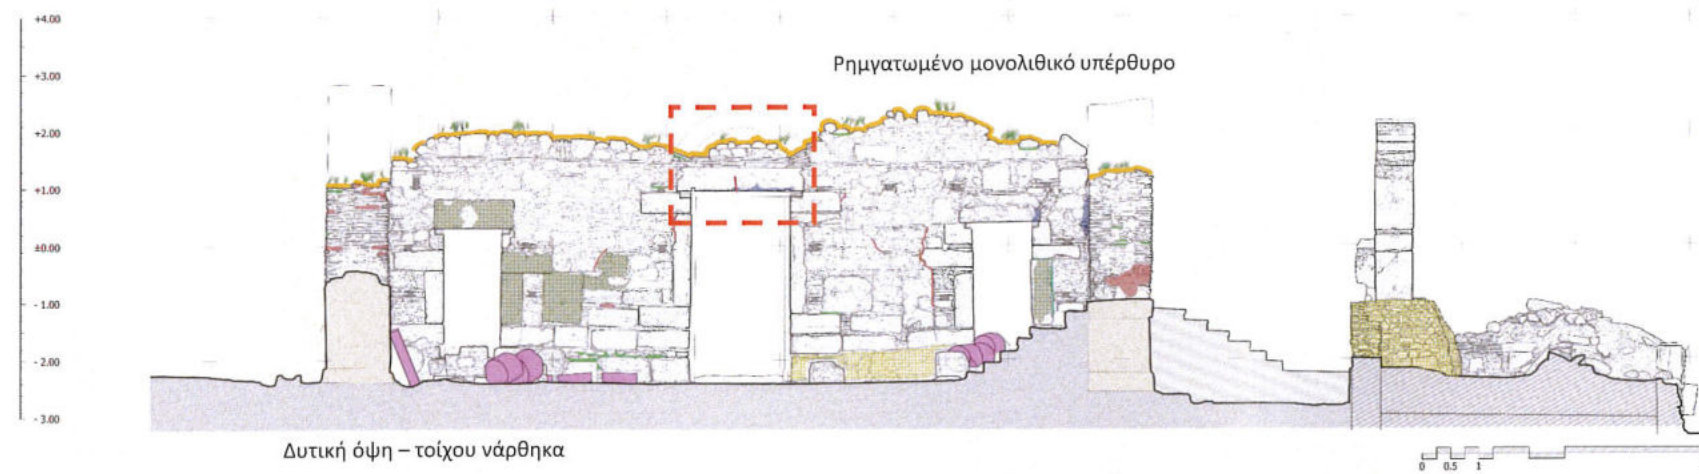 +4.00
+3.00
Ρημγατωμένο μονολιθικό υπέρθυρο
+2.00
+1.00
±0.00
- 1.00
- 2.00
- 3.00
Δυτική όψη – τοίχου νάρθηκα
0 0.5 1